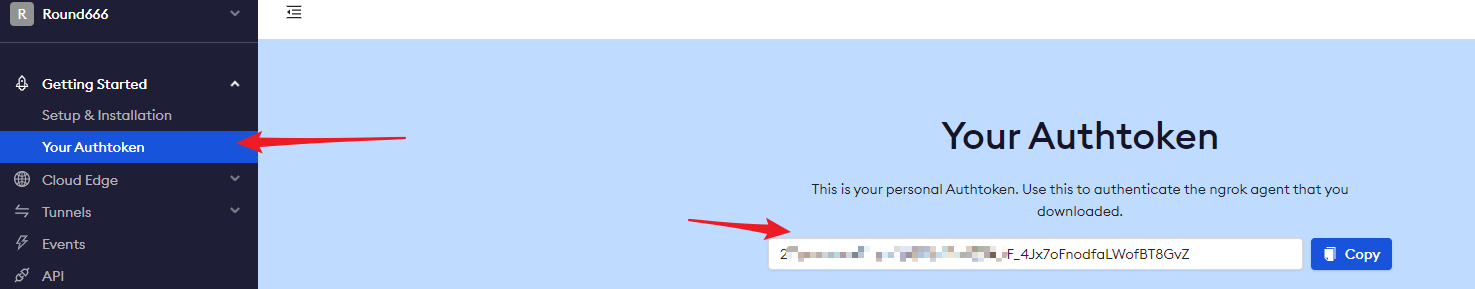 R Round666
Getting Started
Setup & Installation
Your Authtoken
Cloud Edge
Tunnels
Events
API
Your Authtoken
This is your personal Authtoken. Use this to authenticate the ngrok agent that you
downloaded.
2 F_4Jx7oFnodfaLWofBT8GvZ Copy